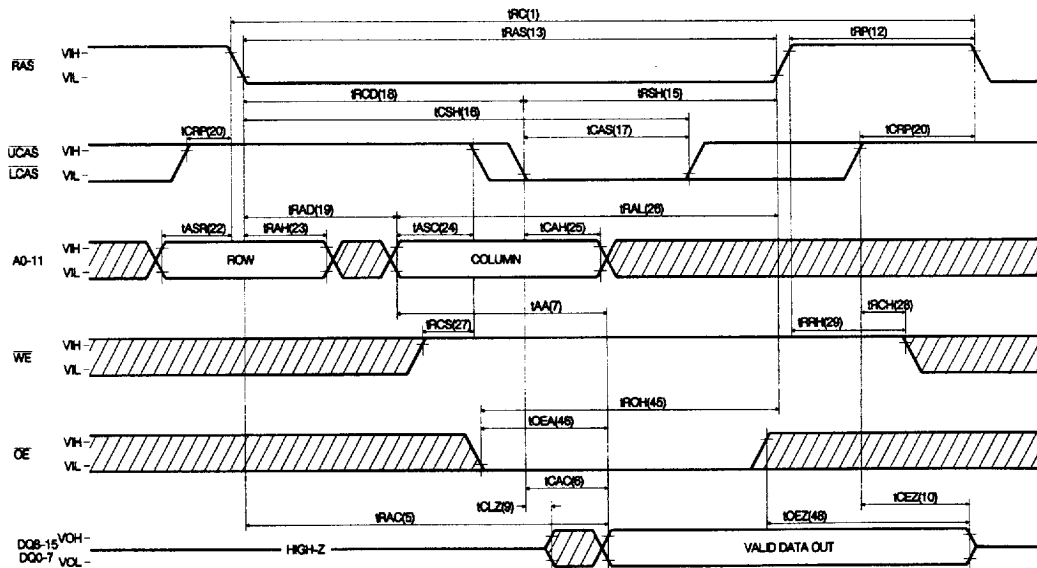 tRC(1)
tRAS(13)
tRP(12)
RAS
VIH
VIL
tRCD(18)
tRSH(15)
tCSH(16)
tCRP(20)
tCAS(17)
tCRP(20)
UCAS
LCAS
VIH
VIL
tRAD(19)
tRAL(26)
tASR(22)
tRAH(23)
tASC(24)
tCAH(25)
A0-11
VIH
VIL
ROW
COLUMN
tAA(7)
tRCS(27)
tRCH(28)
tRRH(29)
WE
VIH
VIL
tROH(45)
tOEA(46)
OE
VIH
VIL
tCAC(6)
tCLZ(9)
tCEZ(10)
tRAC(5)
tOEZ(48)
DQ8-15
DQ0-7
VOH
VOL
HIGH-Z
VALID DATA OUT